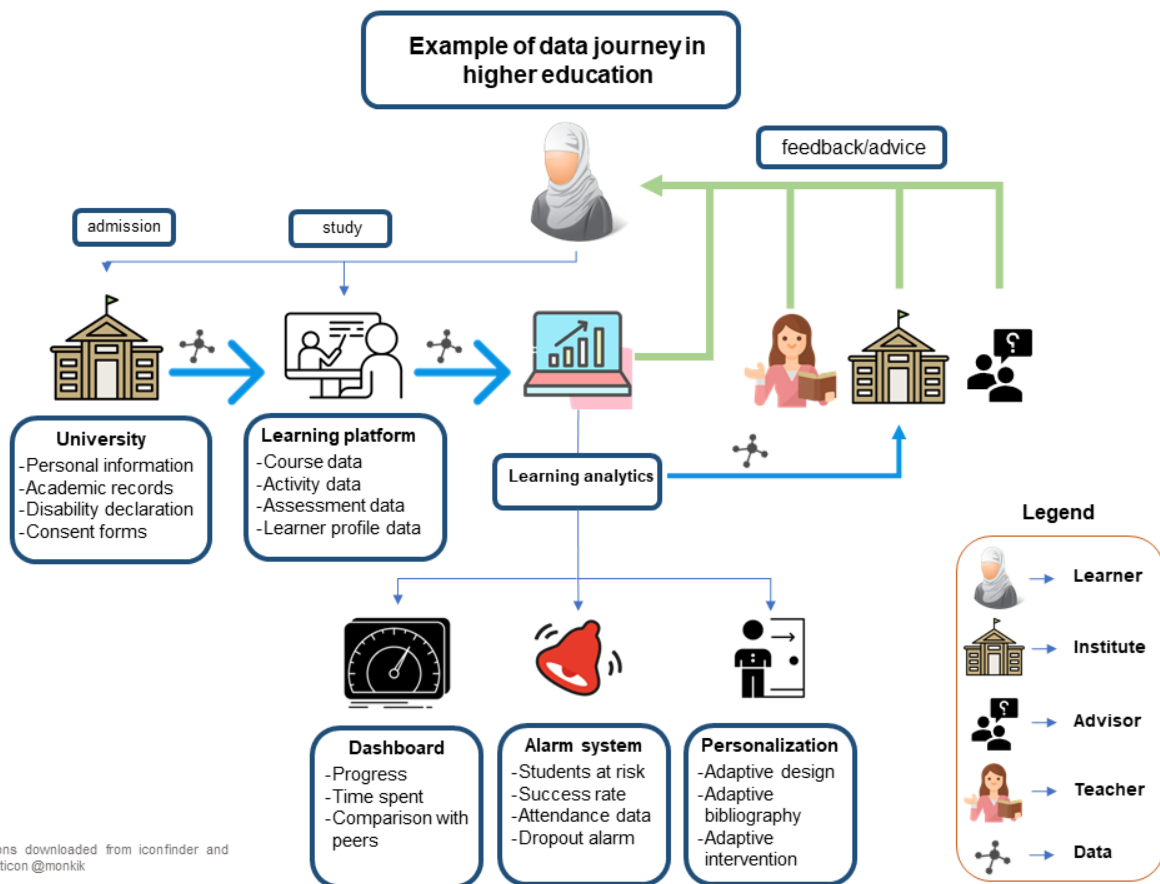 Example of data journey in
higher education
feedback/advice
admission
study
University
-Personal information
-Academic records
-Disability declaration
-Consent forms
Learning platform
-Course data
-Activity data
-Assessment data
-Learner profile data
Learning analytics
Legend
Learner
Institute
Advisor
Teacher
Data
Dashboard
-Progress
-Time spent
-Comparison with
peers
Alarm system
-Students at risk
-Success rate
-Attendance data
-Dropout alarm
Personalization
-Adaptive design
-Adaptive
bibliography
-Adaptive
intervention
downloaded from iconfinder and
@monkik